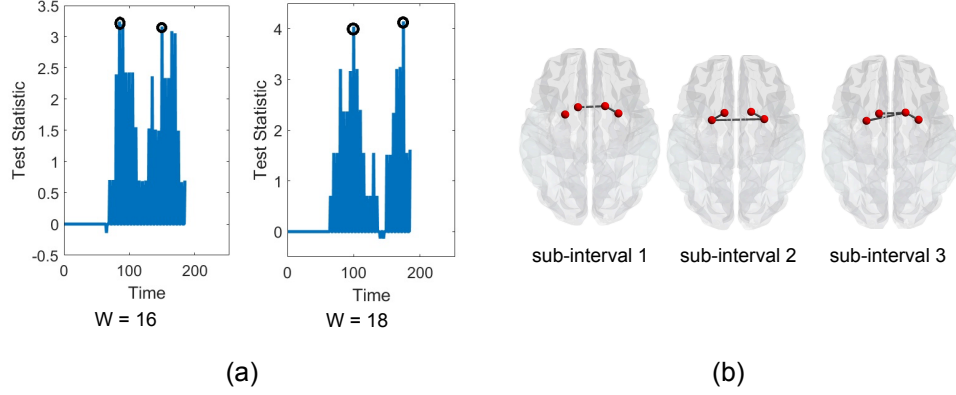 3.5
3
2.5
2
1.5
1
0.5
0
-0.5
Test Statistic
0 100 200
Time
W = 16
4
3
2
1
0
Test Statistic
0 100 200
Time
W = 18
(a)
sub-interval 1 sub-interval 2 sub-interval 3
(b)